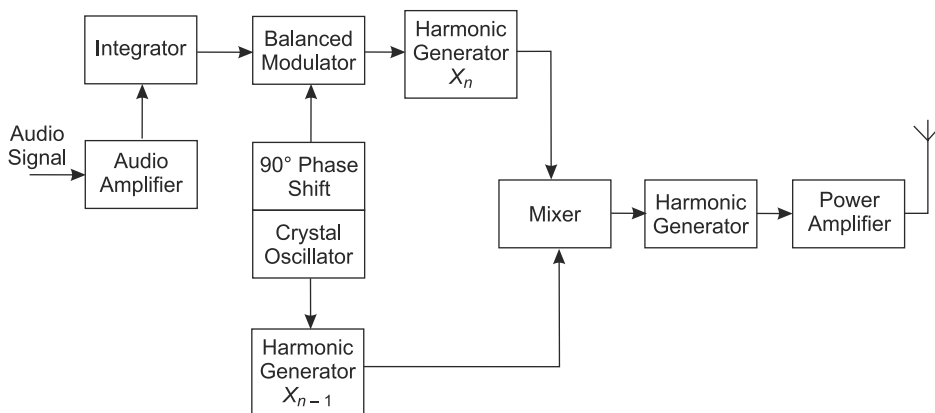 Integrator
Balanced
Modulator
Harmonic
Generator
Xn
Audio
Signal
Audio
Amplifier
90° Phase
Shift
Crystal
Oscillator
Mixer
Harmonic
Generator
Power
Amplifier
Harmonic
Generator
Xn – 1